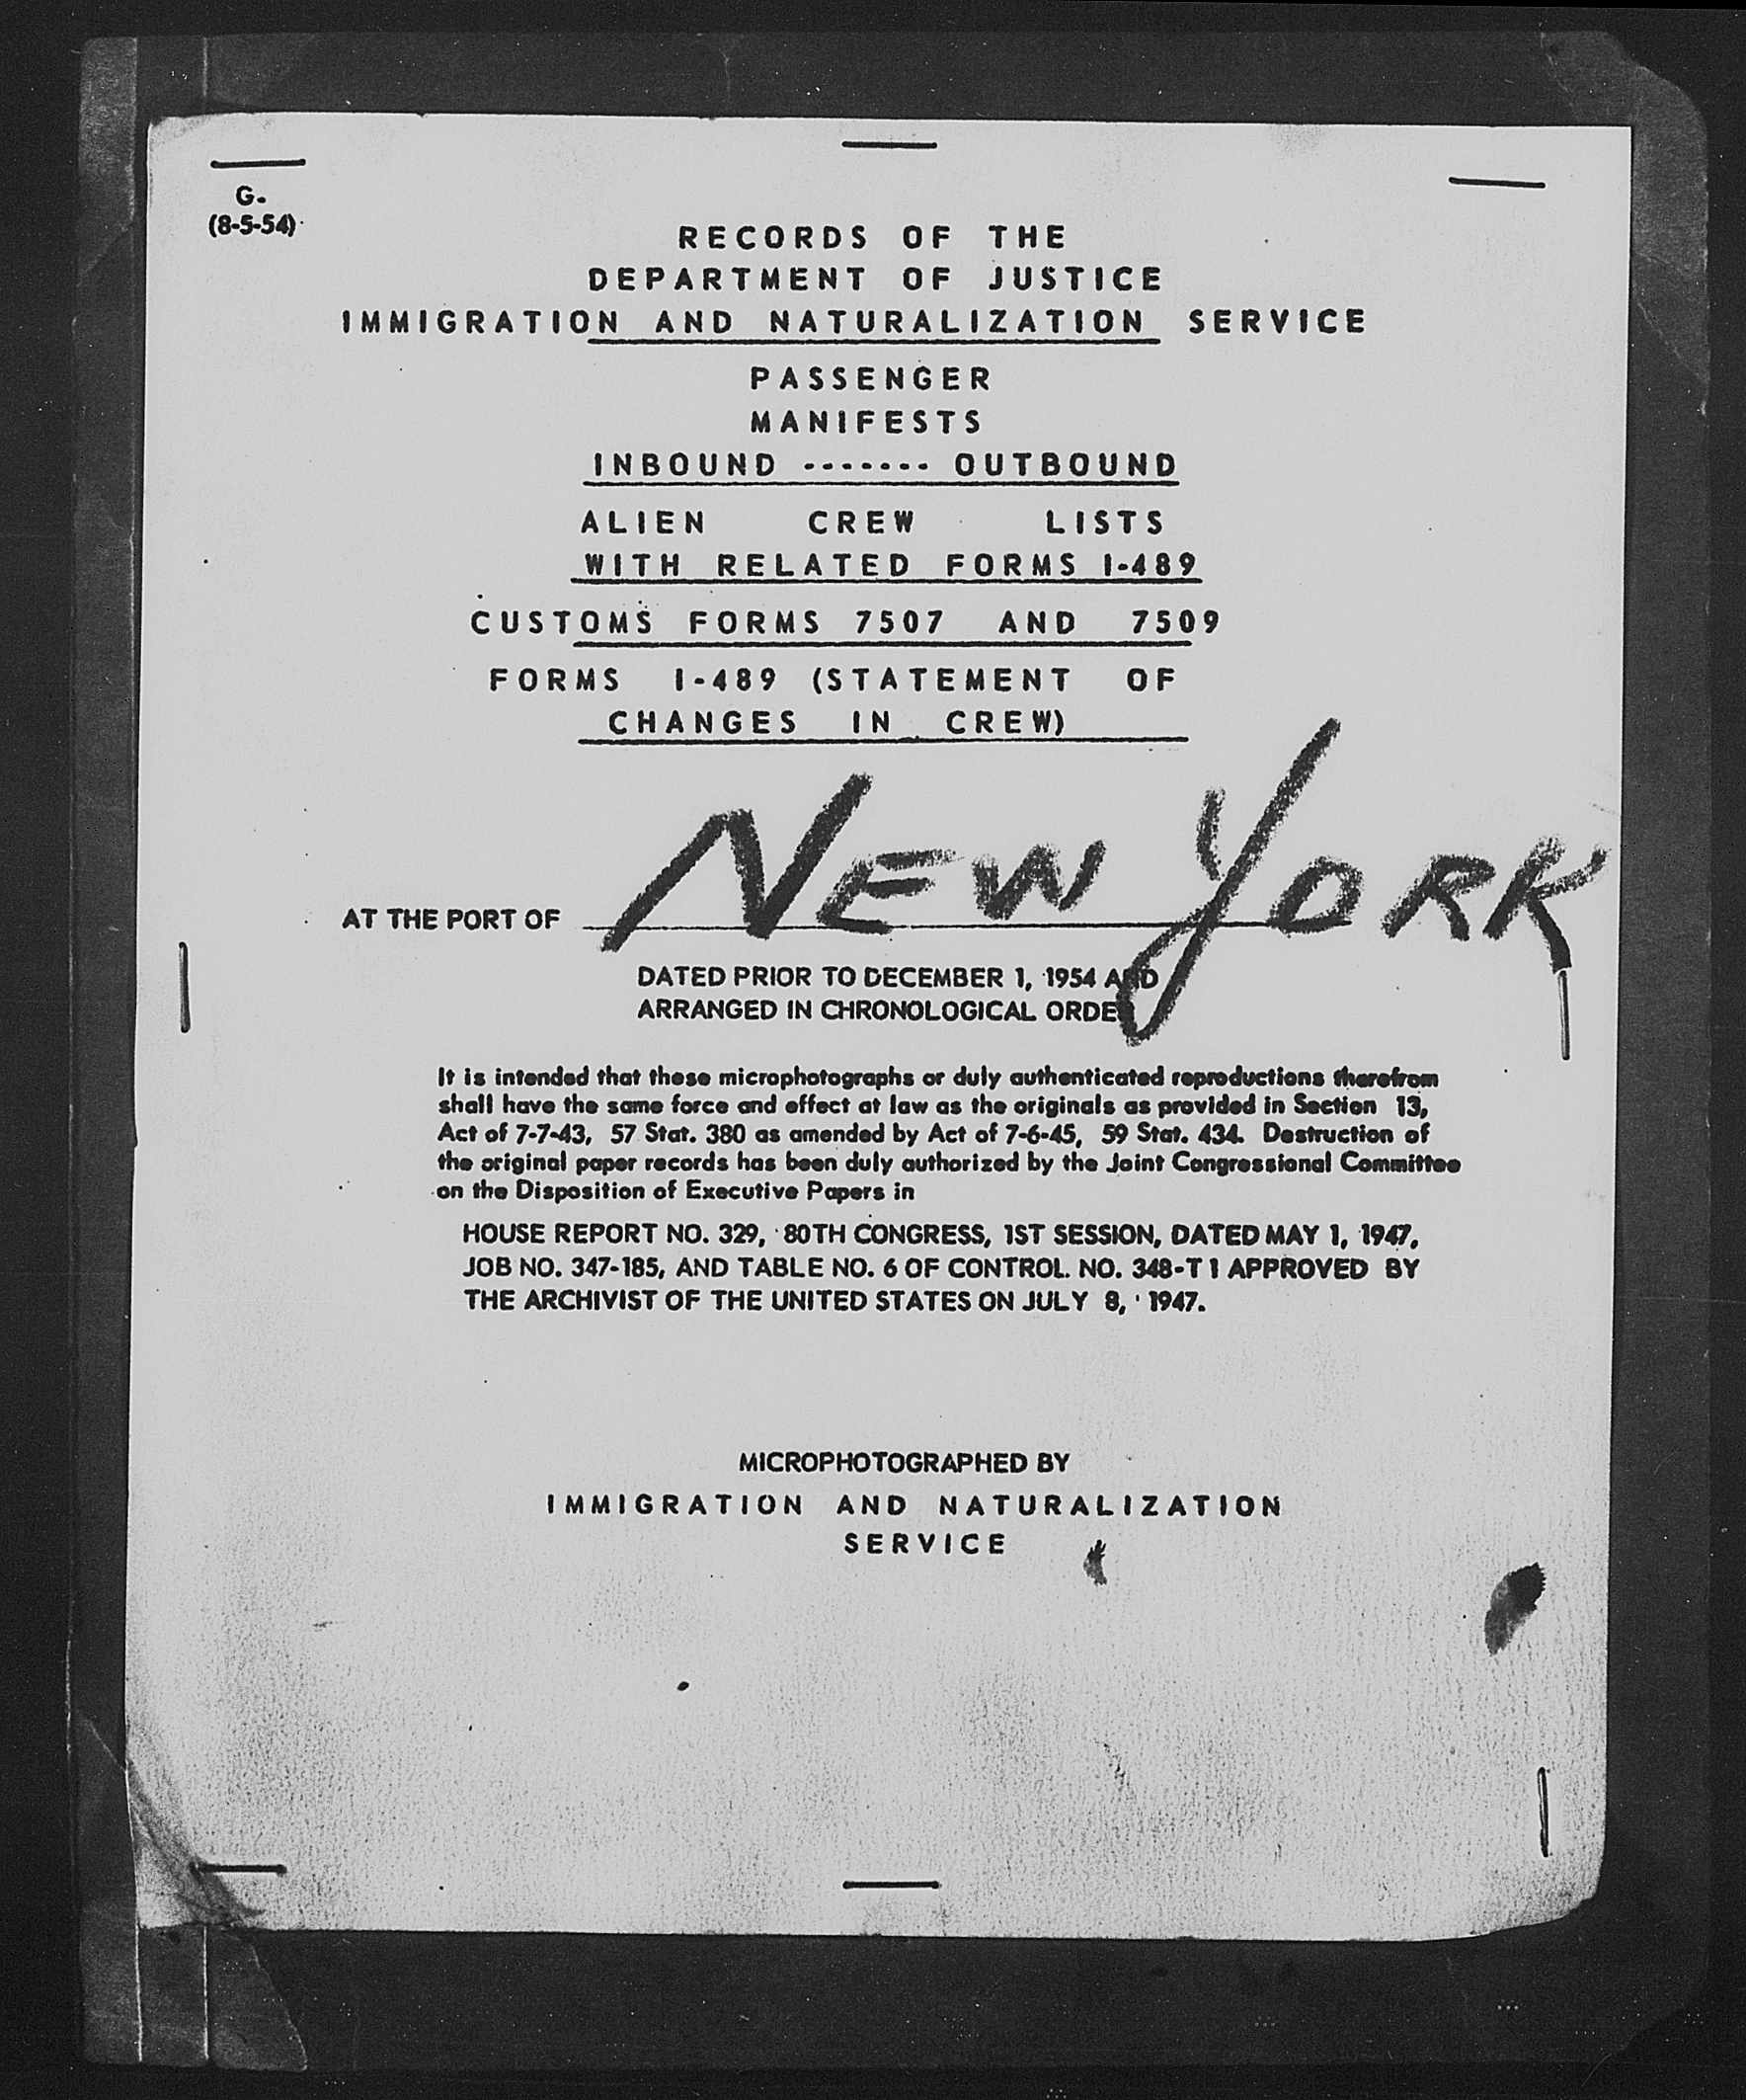 G.
(8-5-54)
RECORDS OF THE
DEPARTMENT OF JUSTICE
IMMIGRATION AND NATURALIZATION SERVICE
PASSENGER
MANIFESTS
INBOUND ------- OUTBOUND
ALIEN CREW LISTS
WITH RELATED FORMS I-489
CUSTOMS FORMS 7507 AND 7509
FORMS I-489 (STATEMENT OF
CHANGES IN CREW)
AT THE PORT OF NEW YORK
DATED PRIOR TO DECEMBER 1, 1954 AND
ARRANGED IN CHRONOLOGICAL ORDER
It is intended that these microphotographs or duly authenticated reproductions therefrom
shall have the same force and effect at law as the originals as provided in Section 13,
Act of 7-7-43, 57 Stat. 380 as amended by Act of 7-6-45, 59 Stat. 434. Destruction of
the original paper records has been duly authorized by the Joint Congressional Committee
on the Disposition of Executive Papers in
HOUSE REPORT NO. 329, 80TH CONGRESS, 1ST SESSION, DATED MAY 1, 1947,
JOB NO. 347-185, AND TABLE NO. 6 OF CONTROL NO. 348-T1 APPROVED BY
THE ARCHIVIST OF THE UNITED STATES ON JULY 8, 1947.
MICROPHOTOGRAPHED BY
IMMIGRATION AND NATURALIZATION
SERVICE